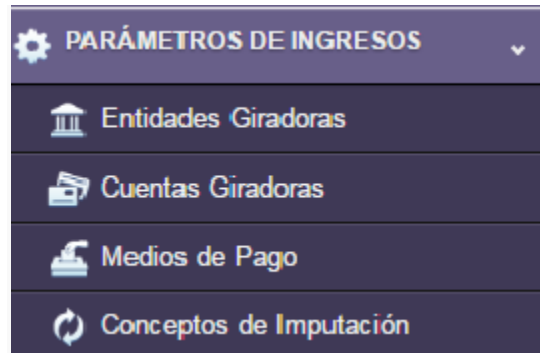 PARÁMETROS DE INGRESOS
Entidades Giradoras
Cuentas Giradoras
Medios de Pago
Conceptos de Imputación